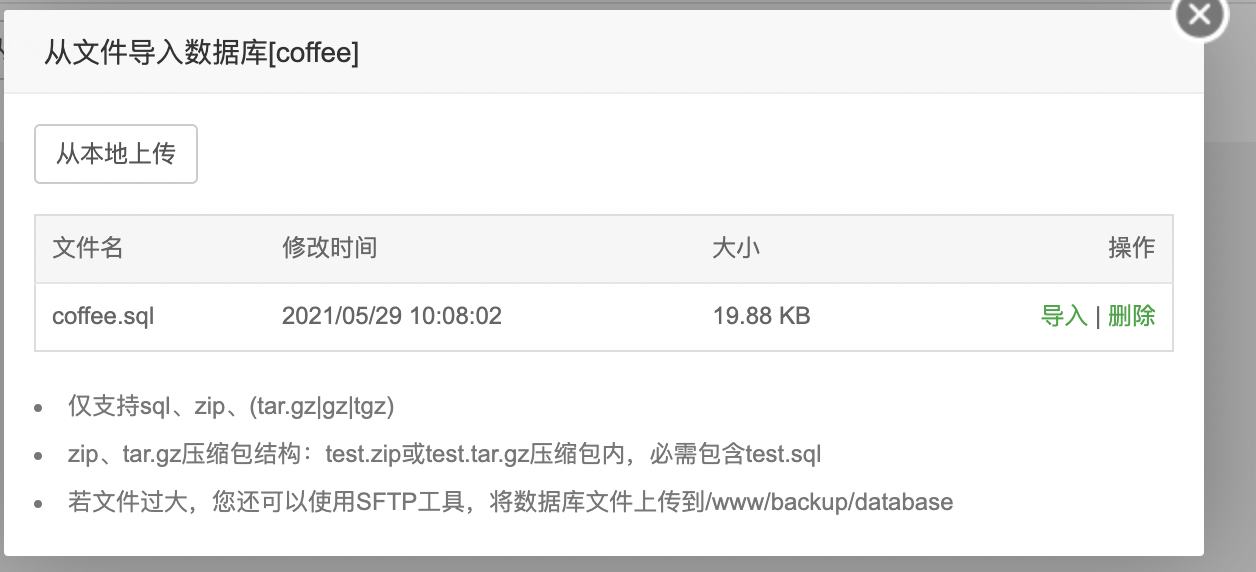 从文件导入数据库[coffee]
从本地上传
文件名 修改时间 大小 操作
coffee.sql 2021/05/29 10:08:02 19.88 KB 导入 | 删除
仅支持sql、zip、(tar.gz|gz|tgz)
zip、tar.gz压缩包结构：test.zip或test.tar.gz压缩包内，必需包含test.sql
若文件过大，您还可以使用SFTP工具，将数据库文件上传到/www/backup/database